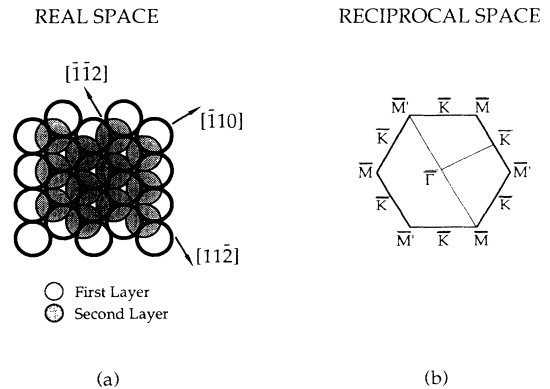 REAL SPACE
[1̄1̄2]
[1̄10]
[112̄]
First Layer
Second Layer
(a)
RECIPROCAL SPACE
M̄' K̄ M̄
K̄ K̄
M̄ Γ̄ M̄'
K̄ K̄
M̄' K̄ M̄
(b)